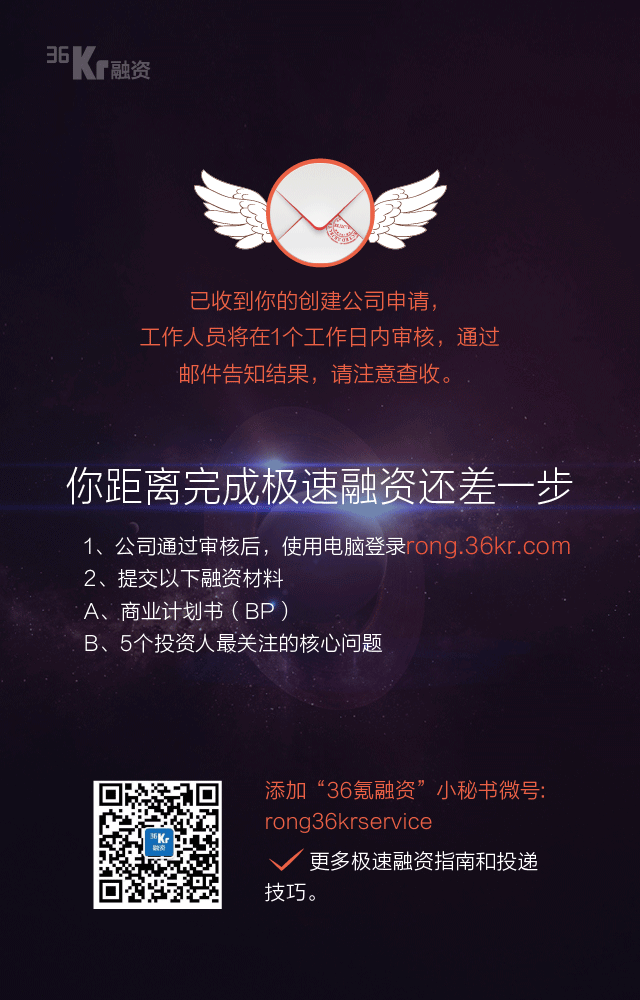 36Kr融资
已收到你的创建公司申请，
工作人员将在1个工作日内审核，通过
邮件告知结果，请注意查收。
你距离完成极速融资还差一步
1、公司通过审核后，使用电脑登录rong.36kr.com
2、提交以下融资材料
A、商业计划书（BP）
B、5个投资人最关注的核心问题
添加“36氪融资”小秘书微号:
rong36krservice
更多极速融资指南和投递
技巧。
36Kr
融资